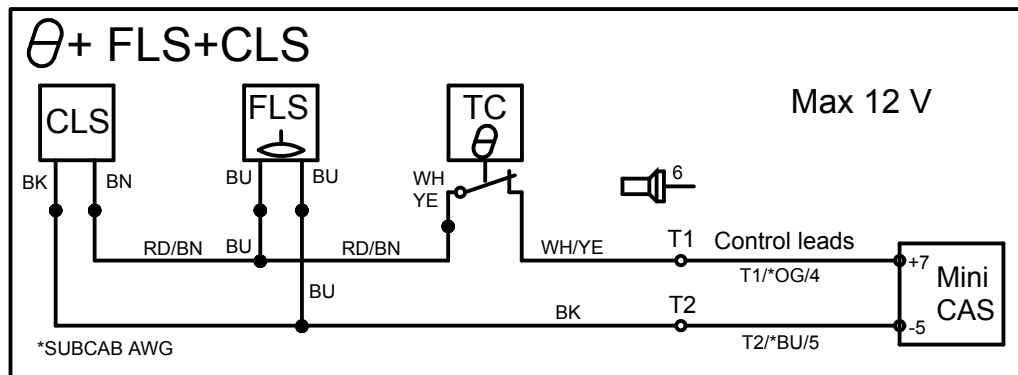 θ+ FLS+CLS
CLS
FLS
TC
θ
Max 12 V
BK
BN
BU
BU
WH
YE
6
RD/BN
BU
RD/BN
WH/YE
T1
Control leads
T1/*OG/4
+7
Mini
CAS
BU
BK
T2
T2/*BU/5
-5
*SUBCAB AWG